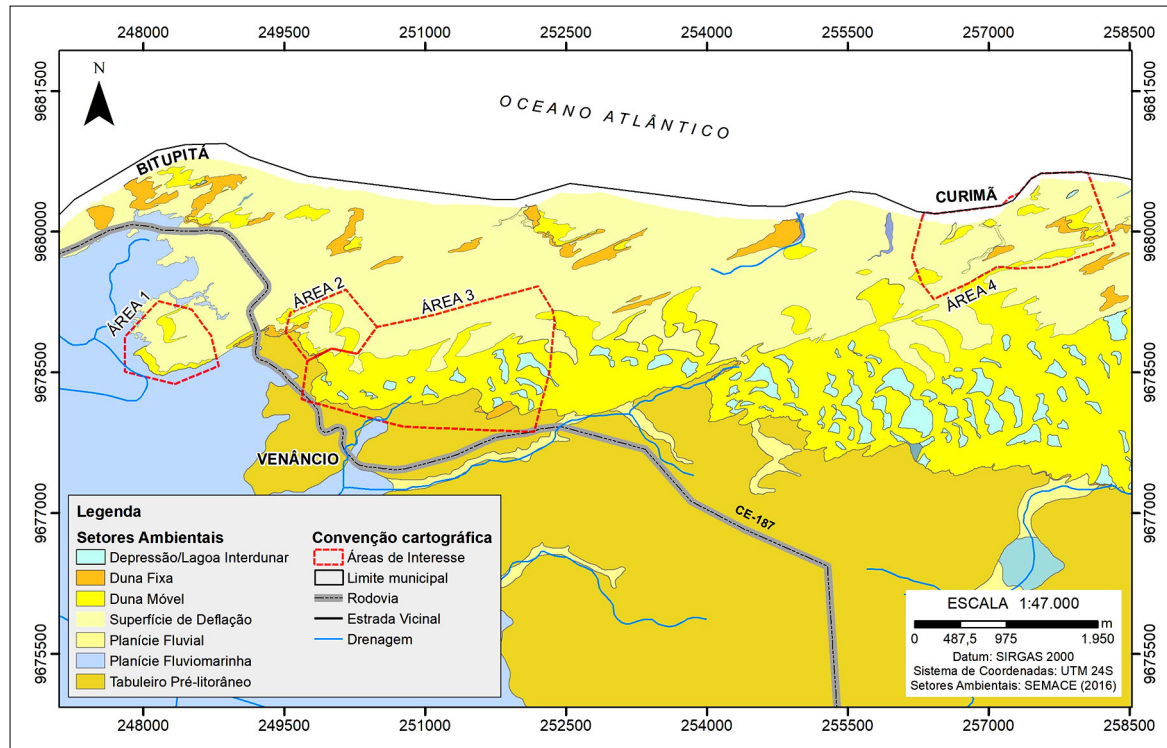 248000 249500 251000 252500 254000 255500 257000 258500
9681500
9681500
N
OCEANO ATLÂNTICO
BITUPITÁ
CURIMÃ
9680000
9680000
ÁREA 1
ÁREA 2
ÁREA 3
ÁREA 4
9678500
9678500
VENÂNCIO
CE-187
9677000
9677000
Legenda
Setores Ambientais
Depressão/Lagoa Interdunar
Duna Fixa
Duna Móvel
Superfície de Deflação
Planície Fluvial
Planície Fluviomarinha
Tabuleiro Pré-litorâneo
Convenção cartográfica
Áreas de Interesse
Limite municipal
Rodovia
Estrada Vicinal
Drenagem
ESCALA 1:47.000
m
0 487,5 975 1.950
Datum: SIRGAS 2000
Sistema de Coordenadas: UTM 24S
Setores Ambientais: SEMACE (2016)
9675500
9675500
248000 249500 251000 252500 254000 255500 257000 258500